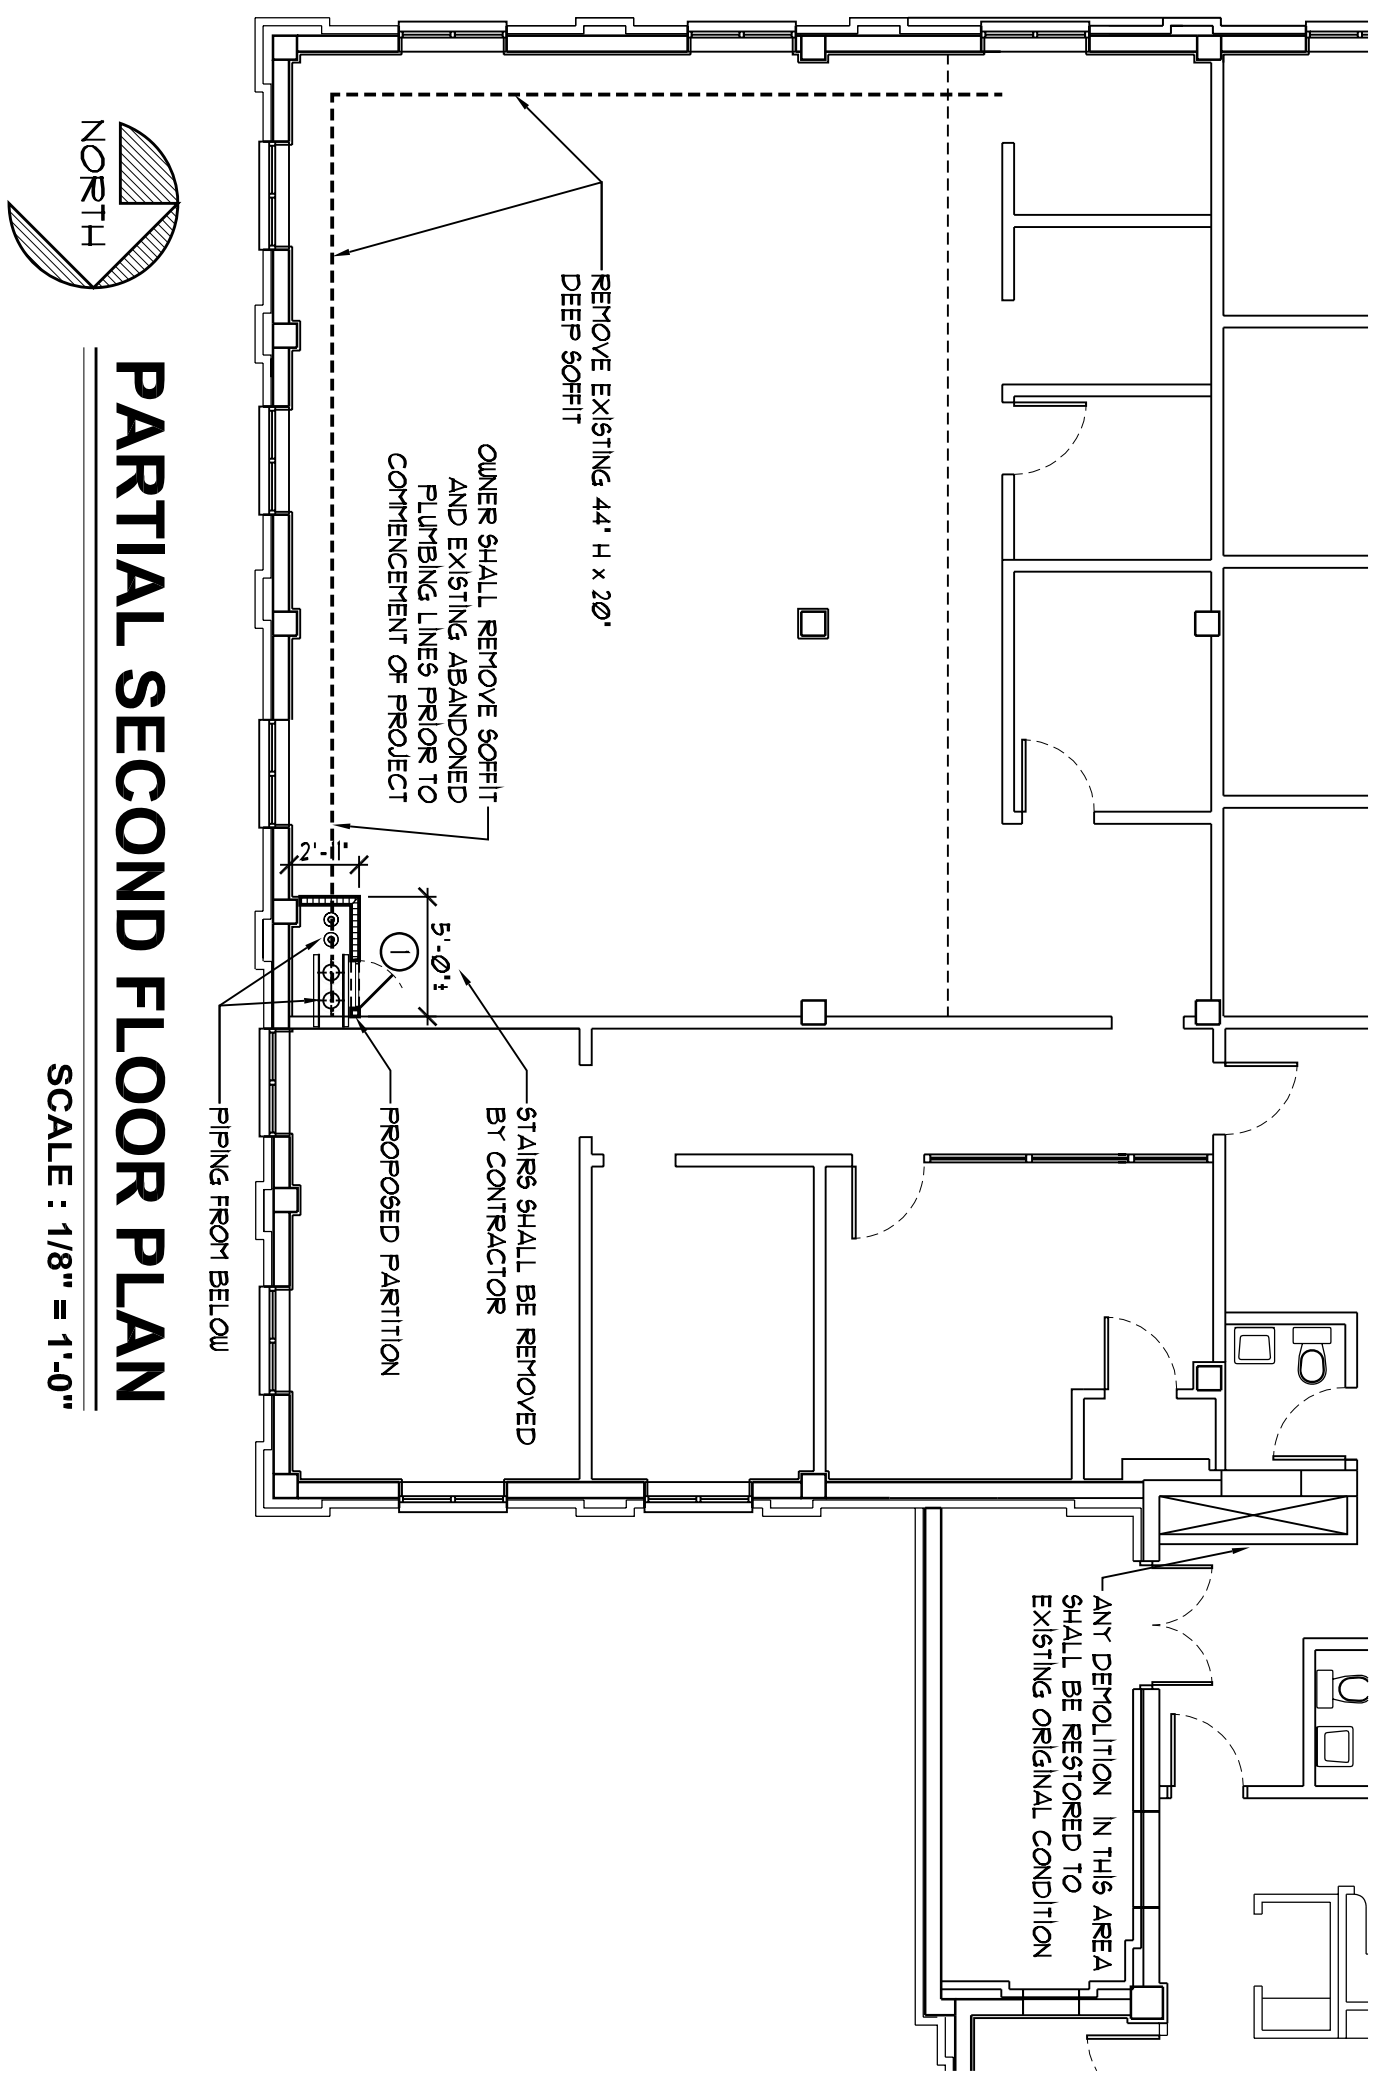 REMOVE EXISTING 44" H x 20"
DEEP SOFFIT
OWNER SHALL REMOVE SOFFIT
AND EXISTING ABANDONED
PLUMBING LINES PRIOR TO
COMMENCEMENT OF PROJECT
2'-11"
5'-0"±
1
STAIRS SHALL BE REMOVED
BY CONTRACTOR
PROPOSED PARTITION
PIPING FROM BELOW
ANY DEMOLITION IN THIS AREA
SHALL BE RESTORED TO
EXISTING ORIGINAL CONDITION
NORTH
PARTIAL SECOND FLOOR PLAN
SCALE : 1/8" = 1'-0"